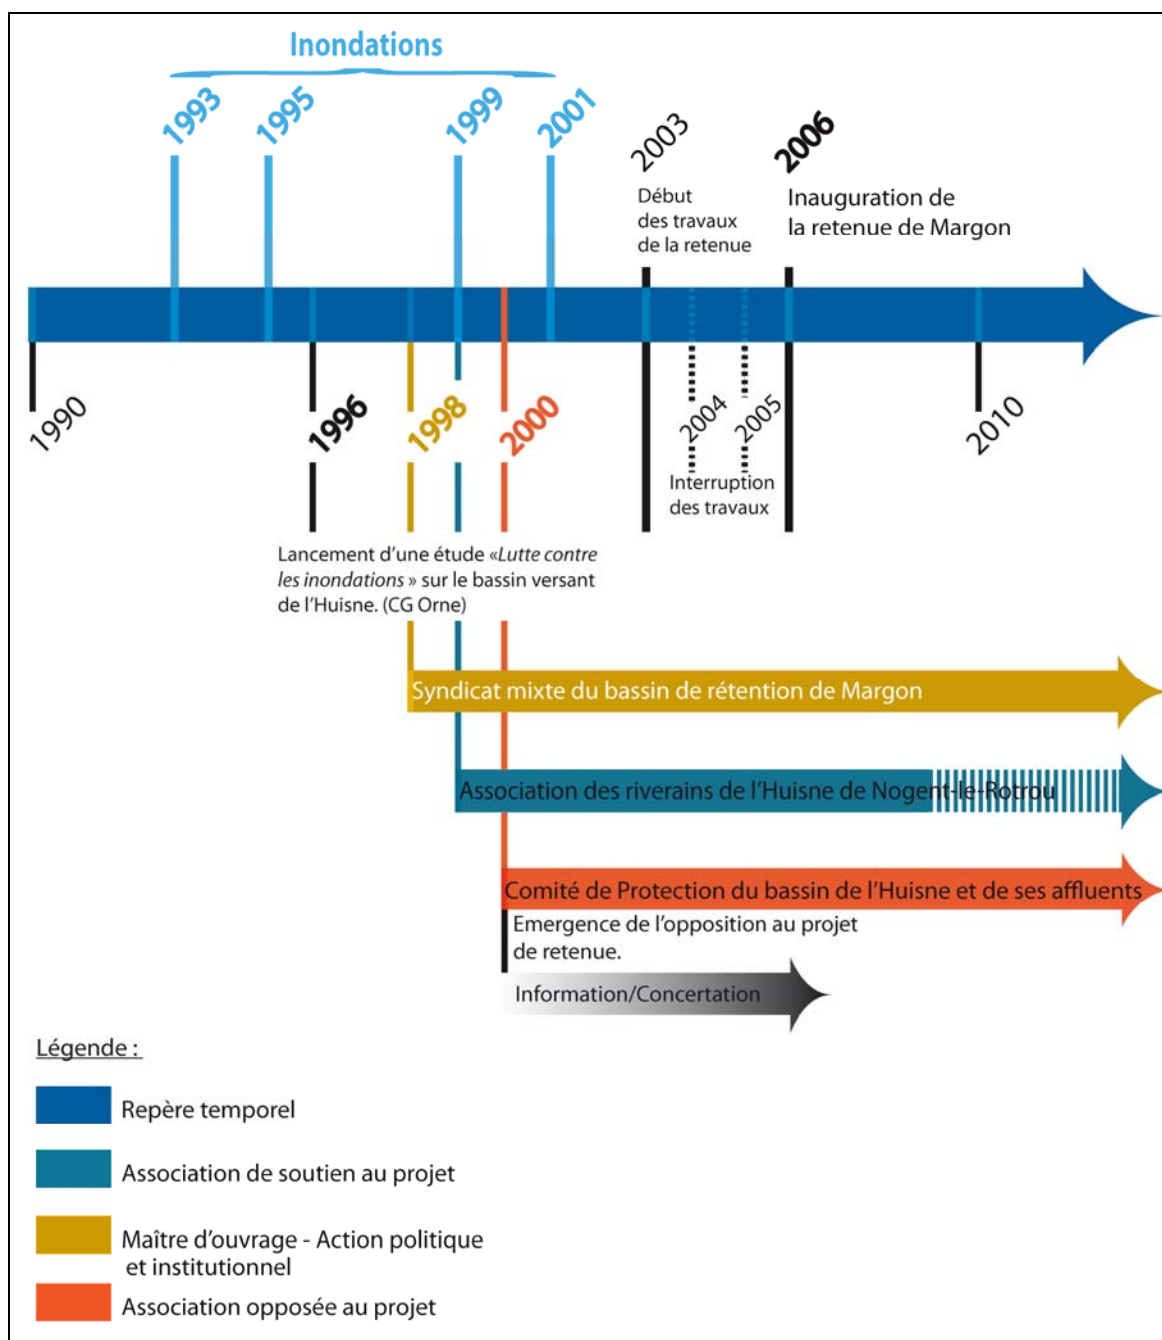 Inondations
1993
1995
1999
2001
2003
2006
Début
des travaux
de la retenue
Inauguration de
la retenue de Margon
1990
1996
1998
2000
2004
2005
2010
Interruption
des travaux
Lancement d’une étude «Lutte contre
les inondations » sur le bassin versant
de l’Huisne. (CG Orne)
Syndicat mixte du bassin de rétention de Margon
Association des riverains de l’Huisne de Nogent-le-Rotrou
Comité de Protection du bassin de l’Huisne et de ses affluents
Emergence de l’opposition au projet
de retenue.
Information/Concertation
Légende :
Repère temporel
Association de soutien au projet
Maître d’ouvrage - Action politique
et institutionnel
Association opposée au projet